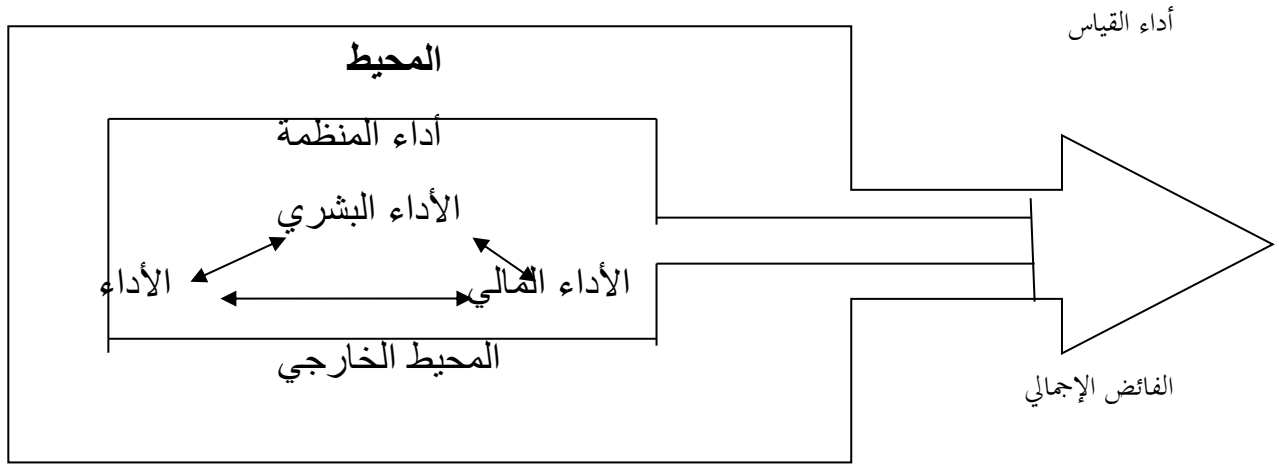 أداء القياس
المحيط
أداء المنظمة
الأداء البشري
الأداء المالي
الأداء
المحيط الخارجي
الفائض الإجمالي